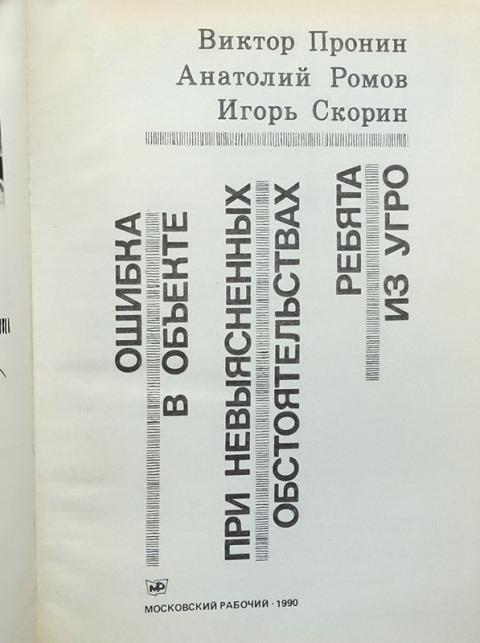 Виктор Пронин
Анатолий Ромов
Игорь Скорин
ОШИБКА
В ОБЪЕКТЕ
ПРИ НЕВЫЯСНЕННЫХ
ОБСТОЯТЕЛЬСТВАХ
РЕБЯТА
ИЗ УГРО
МР
МОСКОВСКИЙ РАБОЧИЙ · 1990